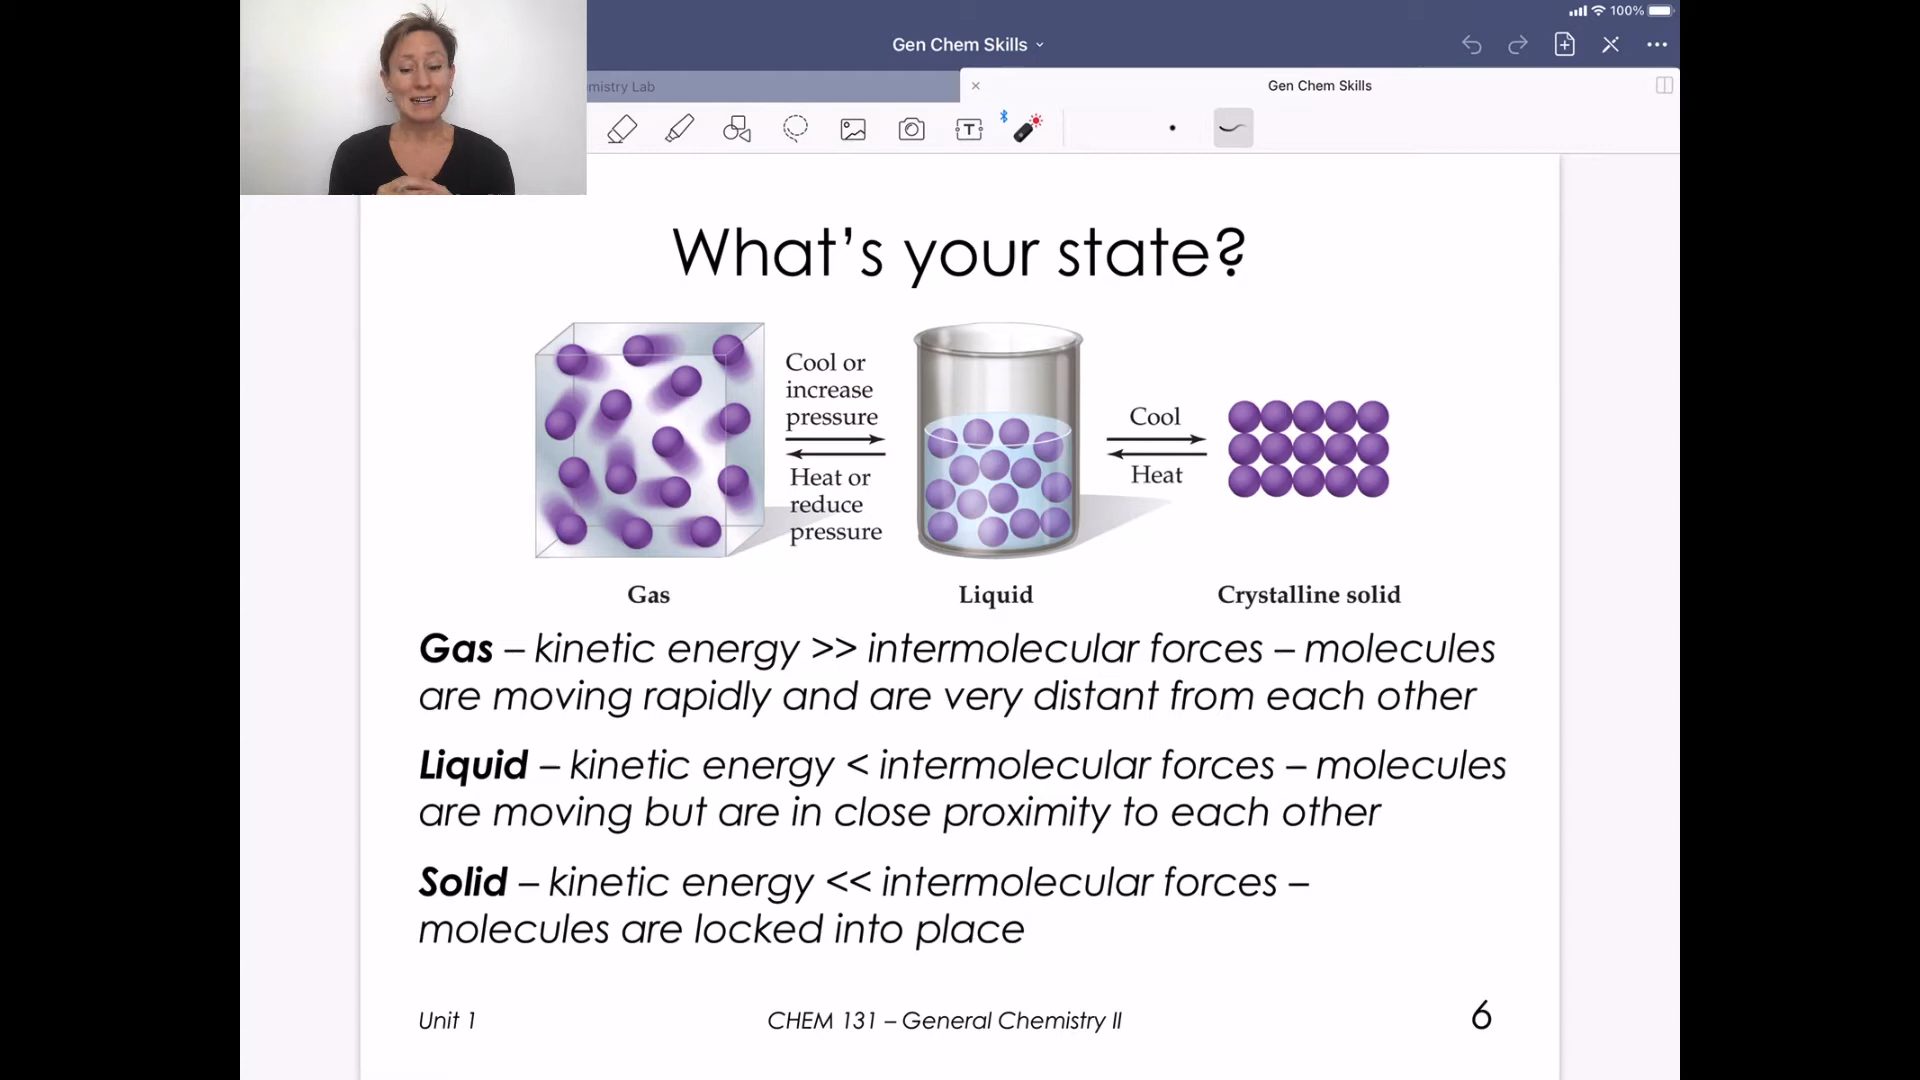 100%
Gen Chem Skills
mistry Lab
Gen Chem Skills
T
What's your state?
Cool or
increase
pressure
Heat or
reduce
pressure
Cool
Heat
Gas
Liquid
Crystalline solid
Gas – kinetic energy >> intermolecular forces – molecules
are moving rapidly and are very distant from each other
Liquid – kinetic energy < intermolecular forces – molecules
are moving but are in close proximity to each other
Solid – kinetic energy << intermolecular forces –
molecules are locked into place
Unit 1
CHEM 131 – General Chemistry II
6